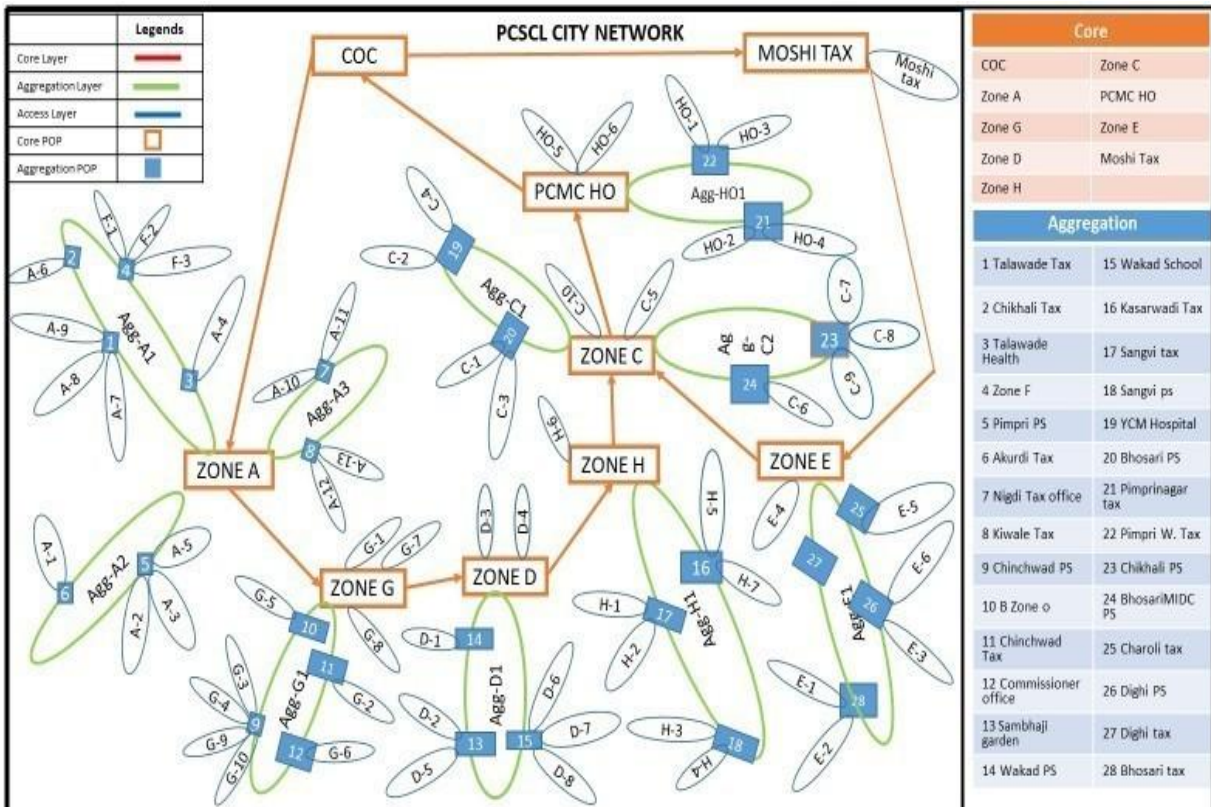 PCSCL CITY NETWORK
Legends
Core Layer
Aggregation Layer
Access Layer
Core POP
Aggregation POP
COC
MOSHI TAX
Moshi tax
HO-5
HO-6
HO-1
HO-3
22
PCMC HO
Agg-HO1
21
HO-2
HO-4
C-4
C-2
19
Agg-C1
20
C-1
C-3
C-10
C-5
ZONE C
Ag
g-
C2
C-7
23
C-8
C-9
24
C-6
F-1
F-2
F-3
2
4
A-6
Agg-A1
A-9
1
A-8
A-7
3
A-4
A-11
7
A-10
Agg-A3
8
A-13
A-12
ZONE A
H-6
ZONE H
ZONE E
A-1
6
Agg-A2
5
A-5
A-2
A-3
G-1
G-7
ZONE G
G-8
G-5
10
11
G-2
Agg-G1
G-3
G-4
9
G-9
G-10
12
G-6
D-3
D-4
ZONE D
D-1
14
Agg-D1
D-2
13
D-5
15
D-6
D-7
D-8
H-5
16
H-7
H-1
17
H-2
Agg-H1
H-3
18
H-4
E-4
25
E-5
27
E-6
26
Agg-E1
E-3
E-1
28
E-2
Core
COC Zone C
Zone A PCMC HO
Zone G Zone E
Zone D Moshi Tax
Zone H
Aggregation
1 Talawade Tax 15 Wakad School
2 Chikhali Tax 16 Kasarwadi Tax
3 Talawade
Health 17 Sangvi tax
4 Zone F 18 Sangvi ps
5 Pimpri PS 19 YCM Hospital
6 Akurdi Tax 20 Bhosari PS
7 Nigdi Tax office 21 Pimprinagar
tax
8 Kiwale Tax 22 Pimpri W. Tax
9 Chinchwad PS 23 Chikhali PS
10 B Zone o 24 BhosariMIDC
PS
11 Chinchwad
Tax 25 Charoli tax
12 Commissioner
office 26 Dighi PS
13 Sambhaji
garden 27 Dighi tax
14 Wakad PS 28 Bhosari tax